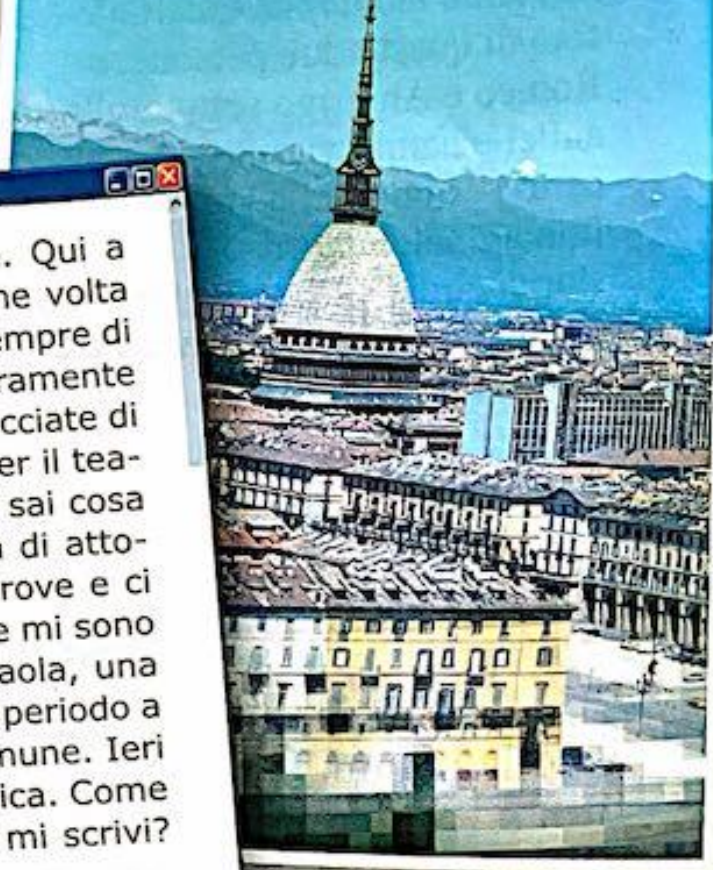 . Qui a
ne volta
empre di
ramente
cciate di
er il tea-
sai cosa
a di atto-
rove e ci
e mi sono
aola, una
periodo a
mune. Ieri
ica. Come
mi scrivi?